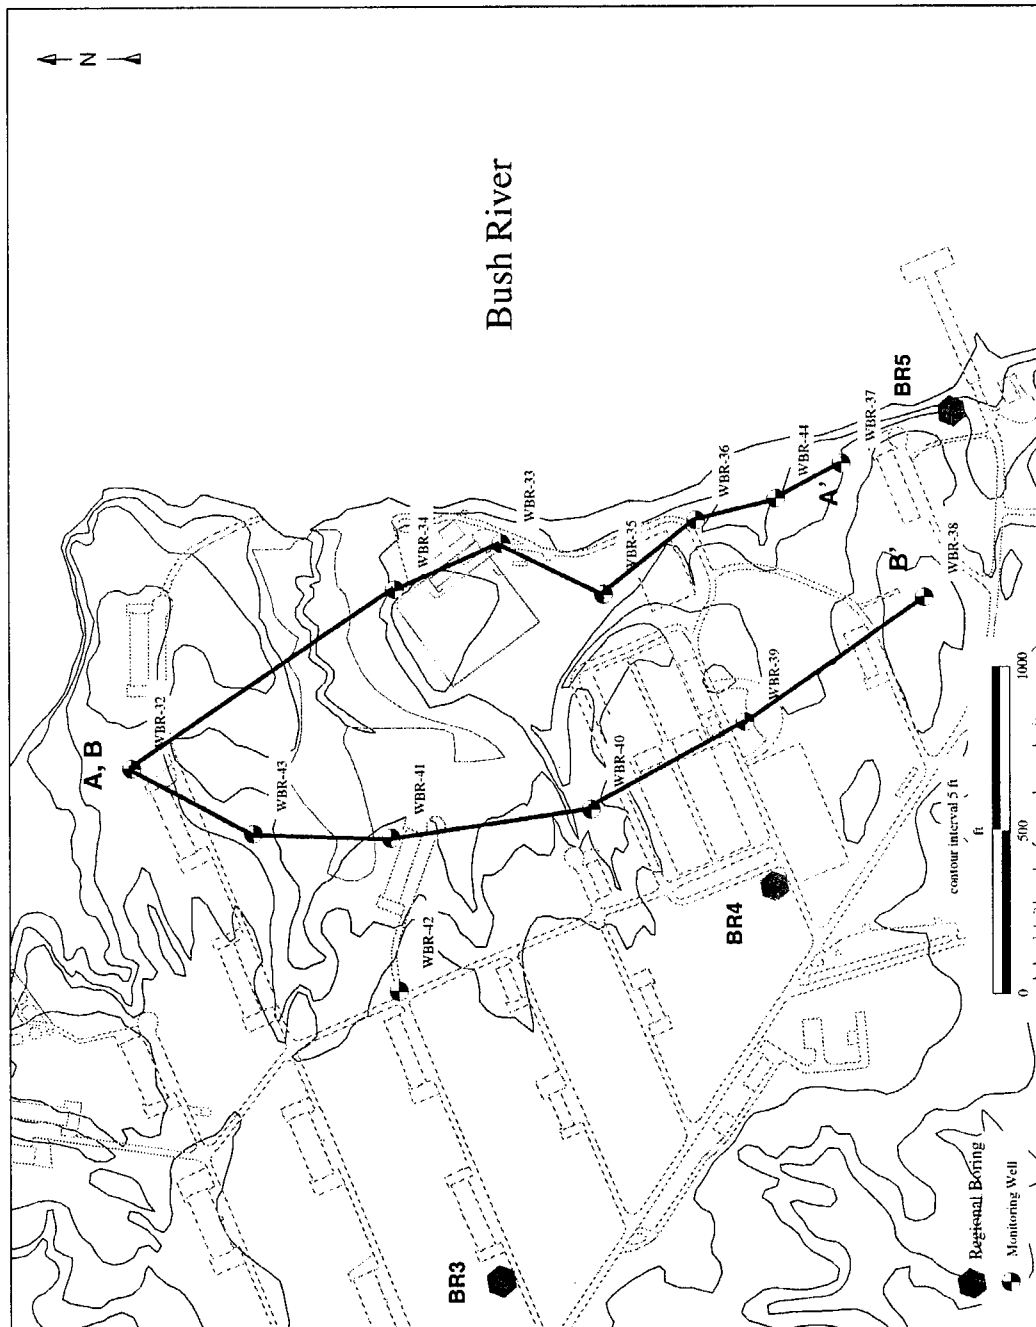 N
Bush River
A, B
WBR-32
WBR-43
WBR-41
WBR-42
WBR-34
WBR-33
WBR-35
WBR-36
WBR-44
WBR-37
A'
BR5
B'
WBR-38
WBR-39
WBR-40
BR4
BR3
contour interval 5 ft
ft
0 500 1000
Regional Boring
Monitoring Well